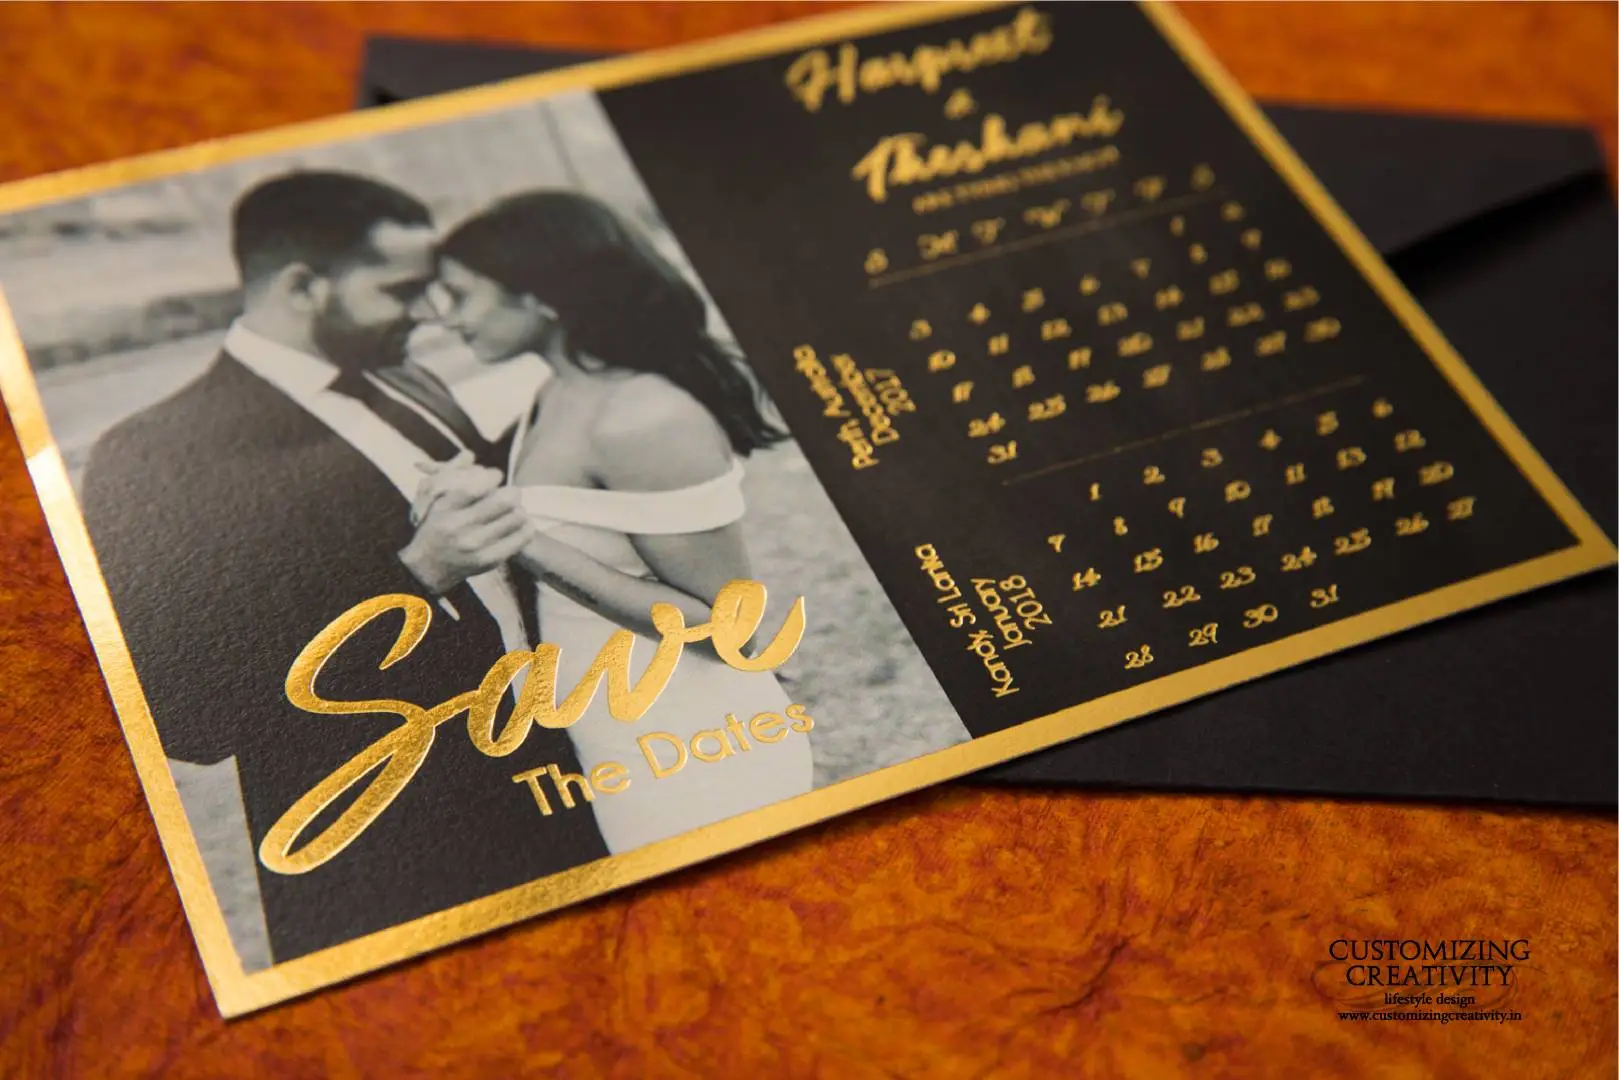 Harpreet
&
Theshani
S M T W T F S
1 2
3 4 5 6 7 8 9
10 11 12 13 14 15 16
17 18 19 20 21 22 23
24 25 26 27 28 29 30
31
Perth Australia
December
2017
1 2 3 4 5 6
7 8 9 10 11 12 13
14 15 16 17 18 19 20
21 22 23 24 25 26 27
28 29 30 31
Kandy Sri Lanka
January
2018
Save
The Dates
CUSTOMIZING
CREATIVITY
lifestyle design
www.customizingcreativity.in